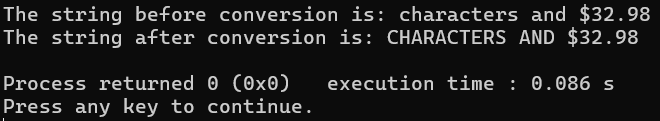 The string before conversion is: characters and $32.98
The string after conversion is: CHARACTERS AND $32.98
Process returned 0 (0x0)   execution time : 0.086 s
Press any key to continue.